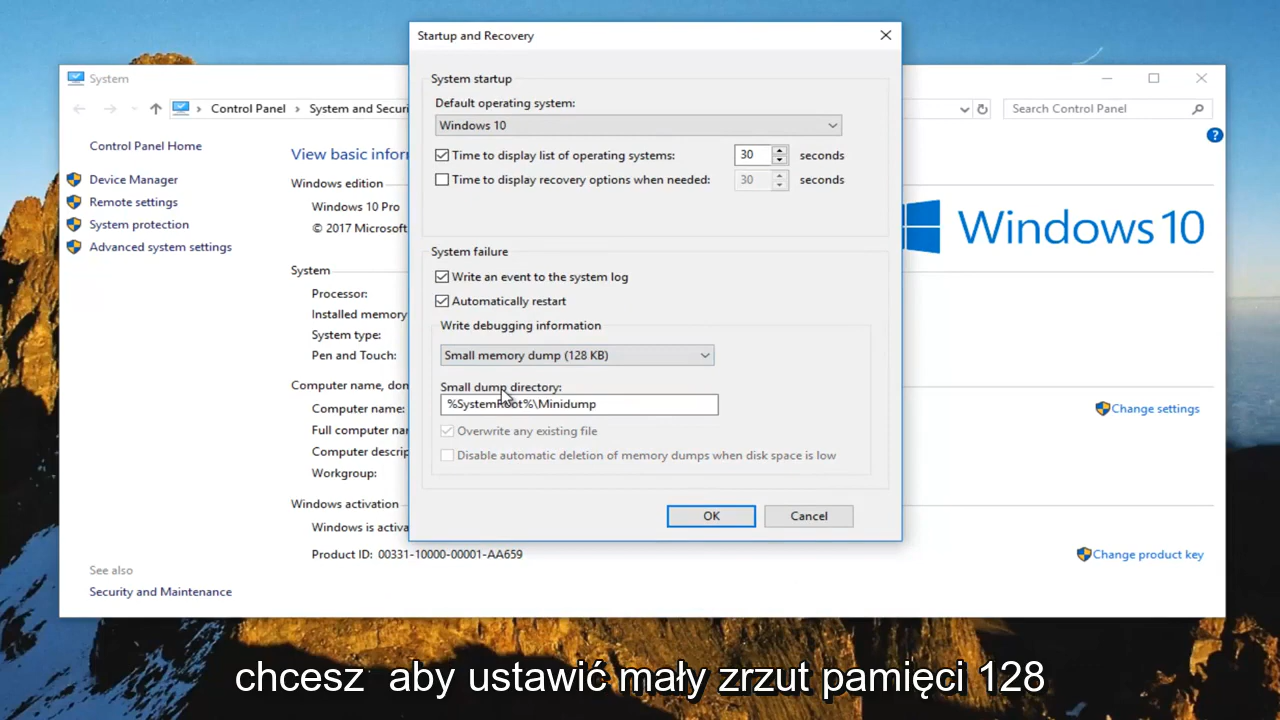 Startup and Recovery
System startup
Default operating system:
Windows 10
Time to display list of operating systems: 30 seconds
Time to display recovery options when needed: 30 seconds
System failure
Write an event to the system log
Automatically restart
Write debugging information
Small memory dump (128 KB)
Small dump directory:
%SystemRoot%\Minidump
Overwrite any existing file
Disable automatic deletion of memory dumps when disk space is low
OK
Cancel
System
Control Panel
System and Securi
Search Control Panel
?
Control Panel Home
Device Manager
Remote settings
System protection
Advanced system settings
See also
Security and Maintenance
View basic infor
Windows edition
Windows 10 Pro
© 2017 Microsoft
Windows 10
System
Processor:
Installed memory
System type:
Pen and Touch:
Computer name, dom
Computer name:
Full computer nar
Computer descrip
Workgroup:
Change settings
Windows activation
Windows is activa
Product ID: 00331-10000-00001-AA659
Change product key
chcesz aby ustawić mały zrzut pamięci 128